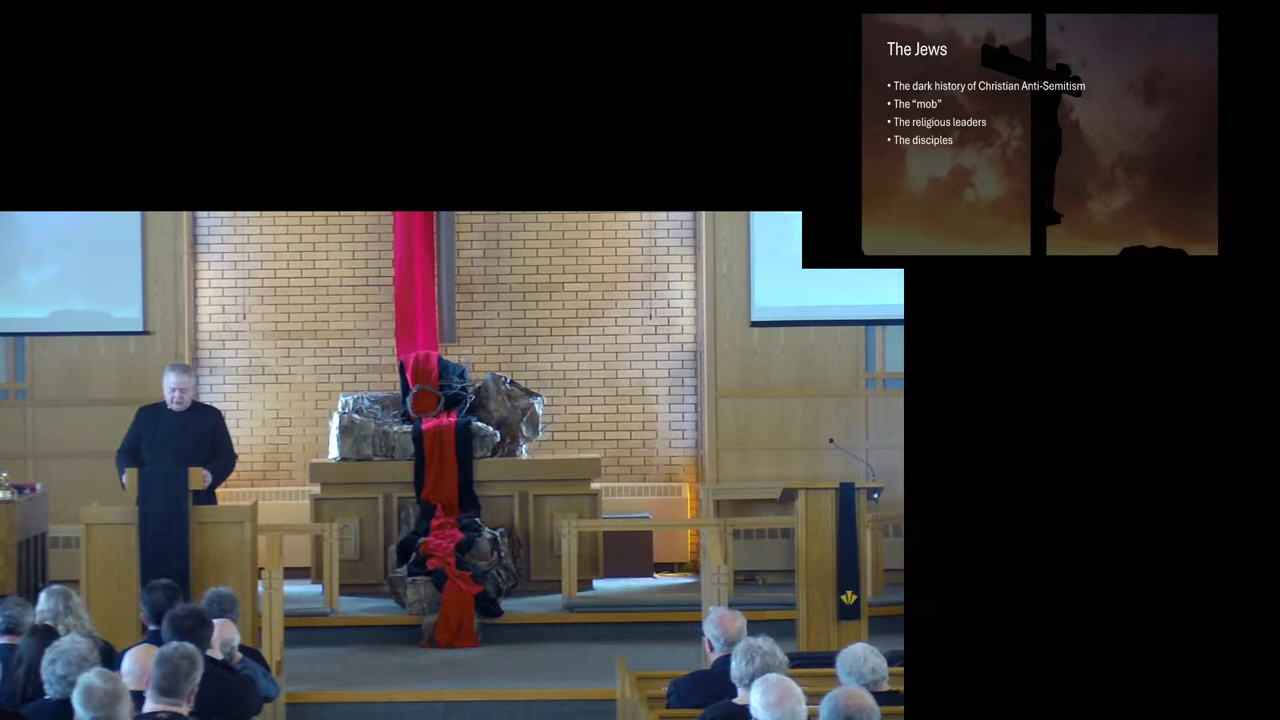 The Jews
• The dark history of Christian Anti-Semitism
• The “mob”
• The religious leaders
• The disciples